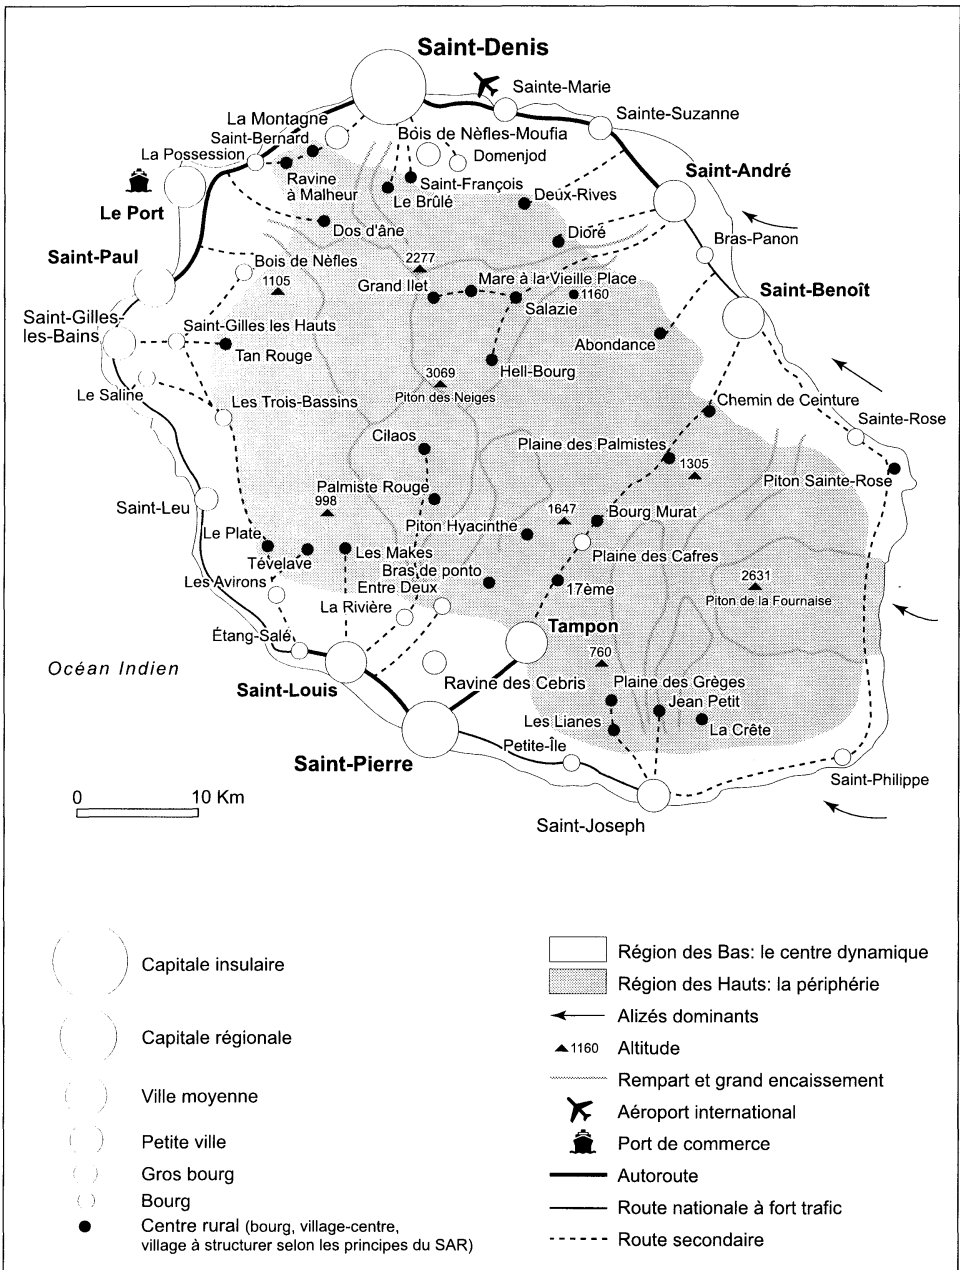 Saint-Denis
Sainte-Marie
La Montagne
Sainte-Suzanne
Saint-Bernard
Bois de Nèfles-Moufia
La Possession
Domenjod
Saint-André
Ravine
à Malheur
Saint-François
Le Brûlé
Deux-Rives
Le Port
Dos d'âne
Dioré
Bras-Panon
Saint-Paul
Bois de Nèfles
1105
2277
Grand Ilet
Mare à la Vieille Place
1160
Salazie
Saint-Benoît
Saint-Gilles-
les-Bains
Saint-Gilles les Hauts
Tan Rouge
Abondance
Hell-Bourg
3069
Piton des Neiges
Le Saline
Les Trois-Bassins
Chemin de Ceinture
Sainte-Rose
Cilaos
Plaine des Palmistes
1305
Piton Sainte-Rose
Palmiste Rouge
998
Saint-Leu
1647
Bourg Murat
Piton Hyacinthe
Le Plate
Les Makes
Plaine des Cafres
Tévelave
Bras de ponto
Les Avirons
Entre Deux
17ème
2631
Piton de la Fournaise
La Rivière
Étang-Salé
Tampon
760
Océan Indien
Saint-Louis
Ravine des Cebris
Plaine des Grèges
Jean Petit
Les Lianes
La Crête
Saint-Pierre
Petite-Île
Saint-Philippe
0 10 Km
Saint-Joseph
Capitale insulaire
Capitale régionale
Ville moyenne
Petite ville
Gros bourg
Bourg
Centre rural (bourg, village-centre,
village à structurer selon les principes du SAR)
Région des Bas: le centre dynamique
Région des Hauts: la périphérie
Alizés dominants
1160 Altitude
Rempart et grand encaissement
Aéroport international
Port de commerce
Autoroute
Route nationale à fort trafic
Route secondaire